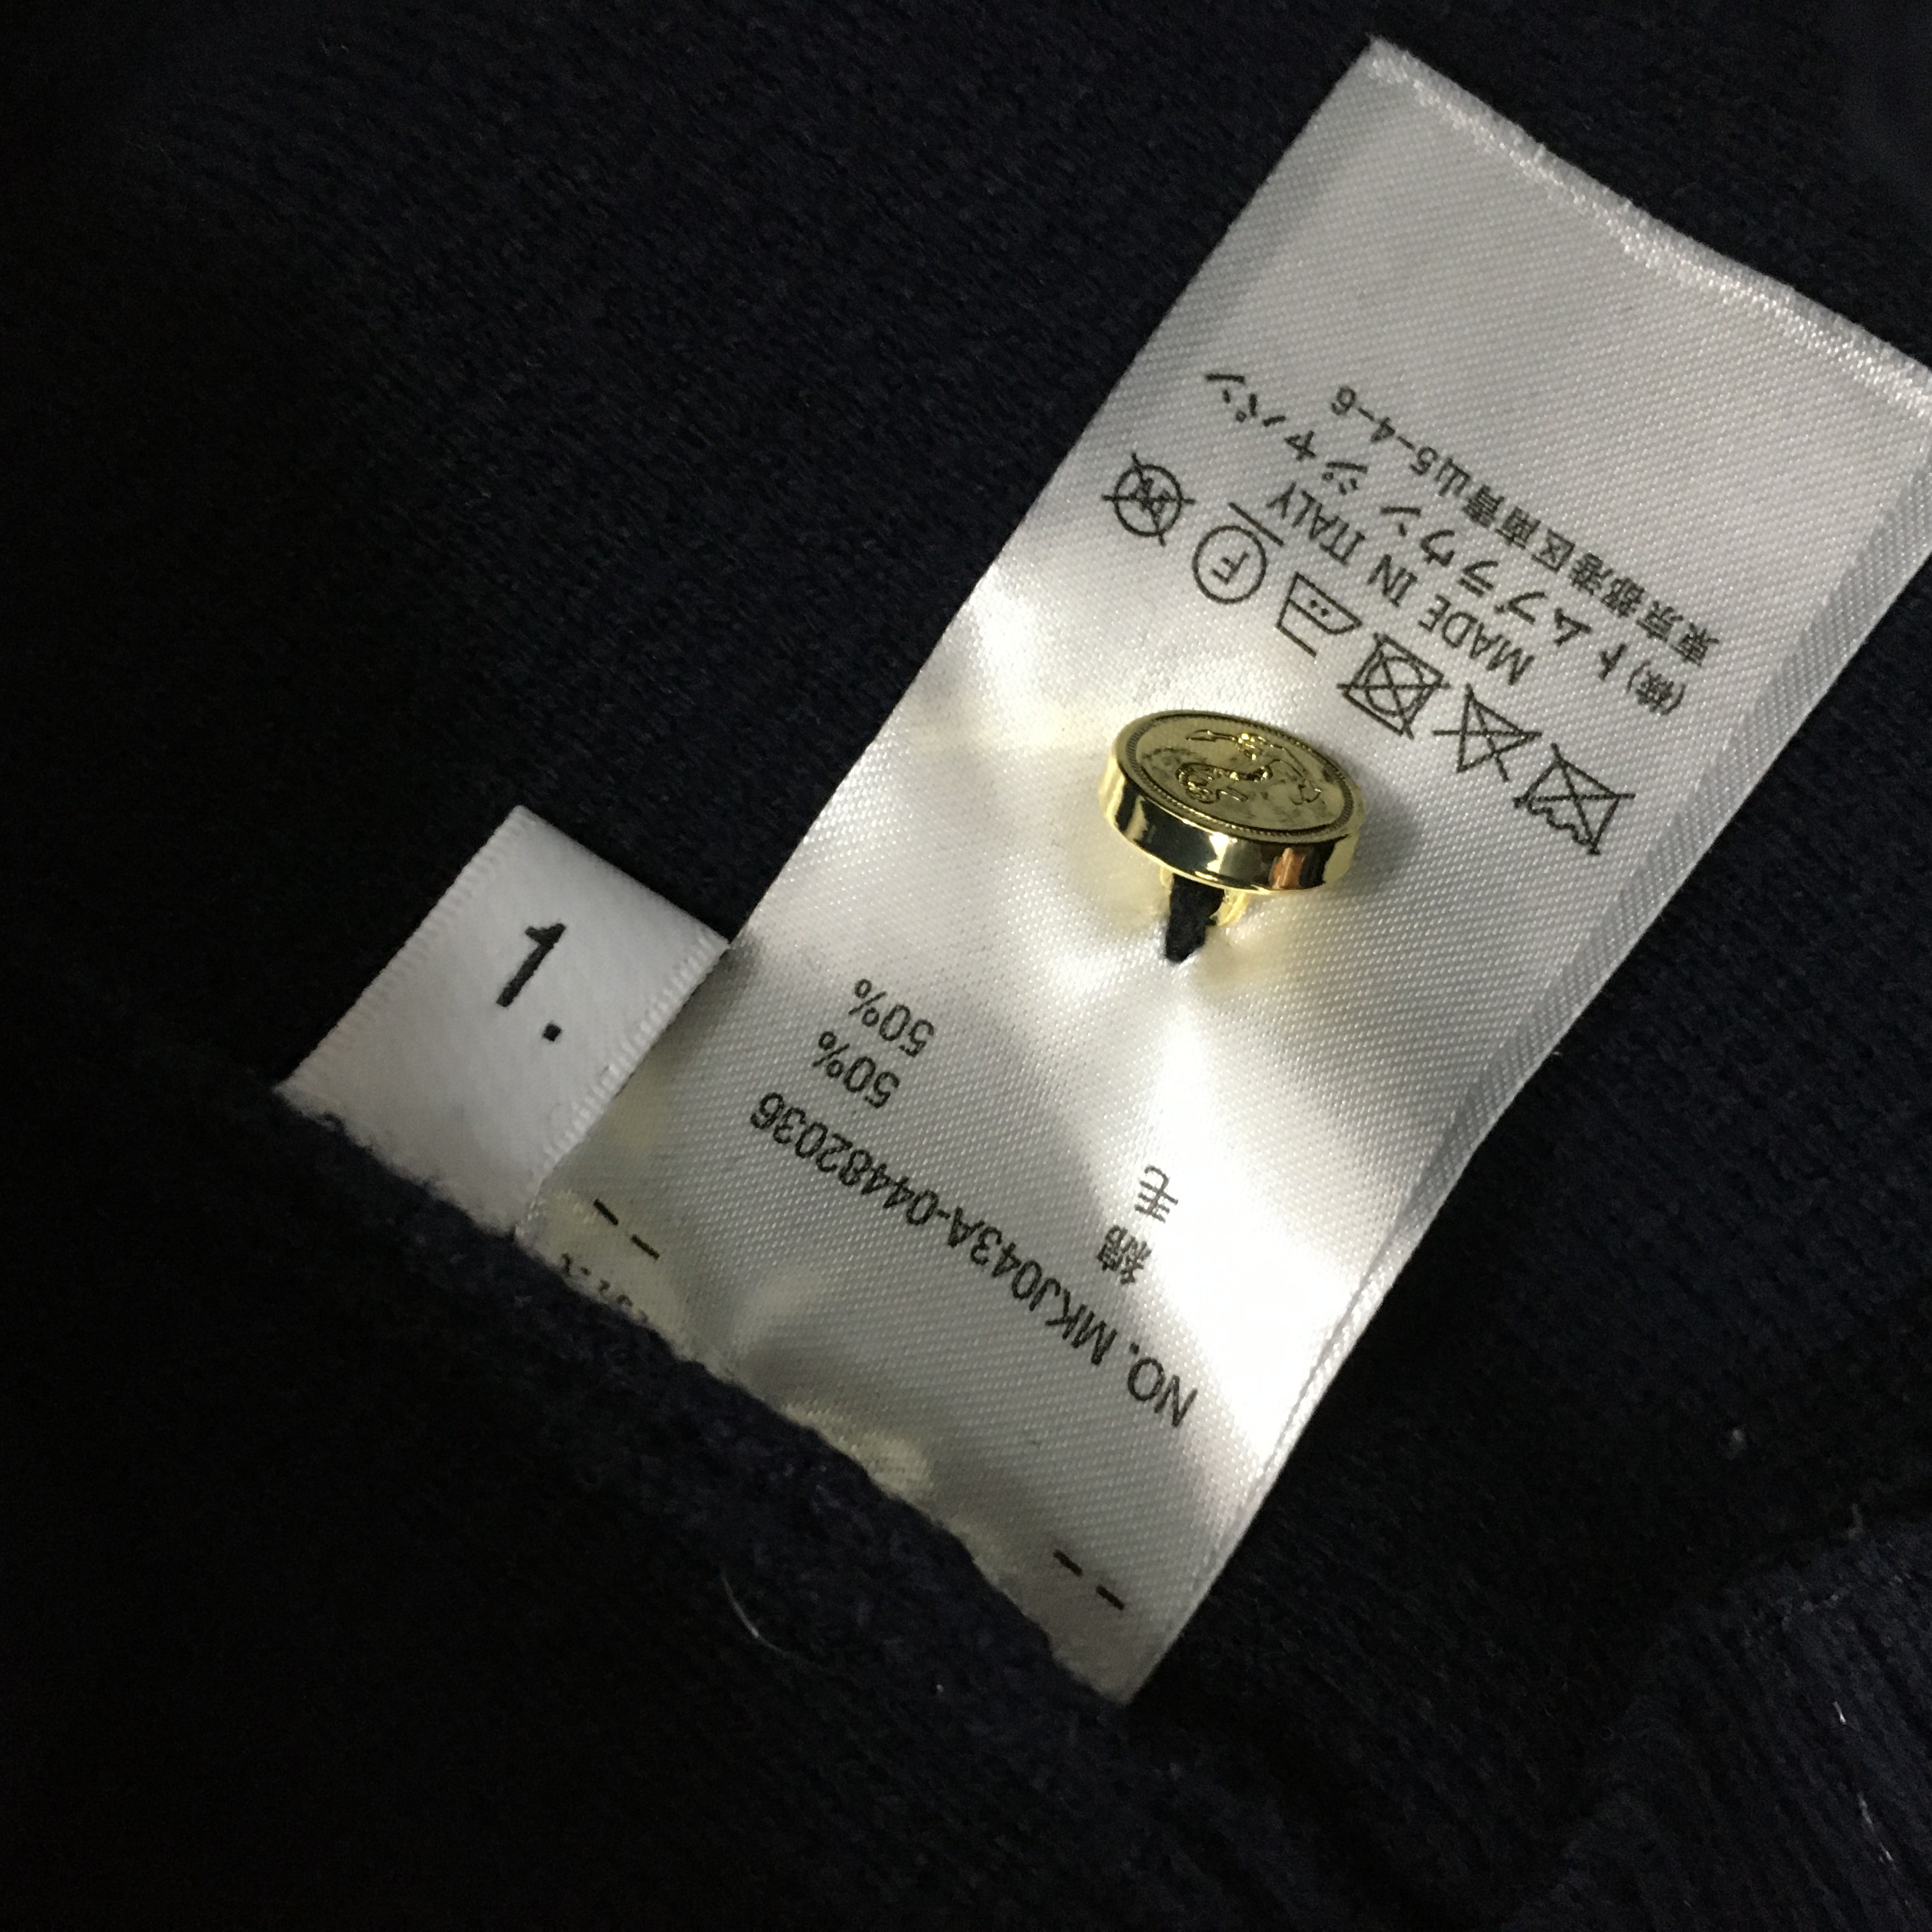 1.
NO. MKJ043A-04482036
綿 50%
毛 50%
MADE IN ITALY
(株)トムブラウン ジャパン
東京都港区南青山5-4-6